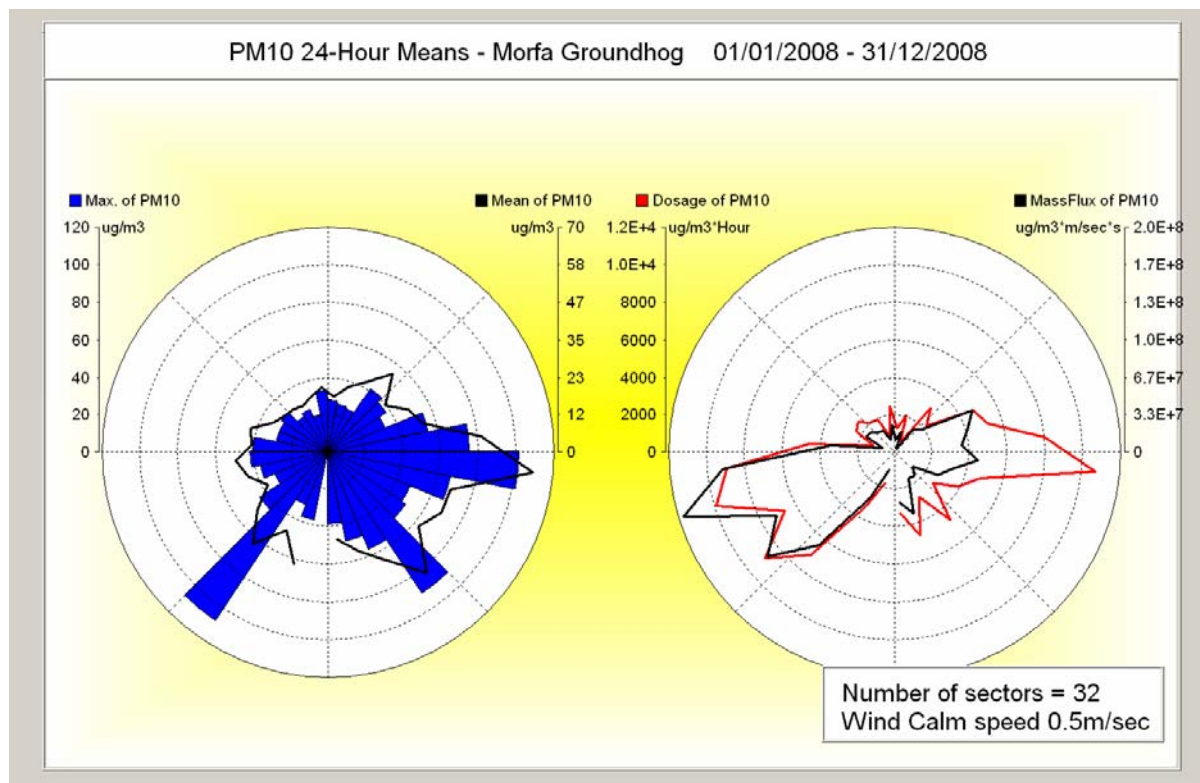 PM10 24-Hour Means - Morfa Groundhog 01/01/2008 - 31/12/2008
Max. of PM10
Mean of PM10
Dosage of PM10
MassFlux of PM10
120 ug/m3
ug/m3 70
1.2E+4 ug/m3*Hour
ug/m3*m/sec*s 2.0E+8
100
58
1.0E+4
1.7E+8
80
47
8000
1.3E+8
60
35
6000
1.0E+8
40
23
4000
6.7E+7
20
12
2000
3.3E+7
0
0
0
0
Number of sectors = 32
Wind Calm speed 0.5m/sec